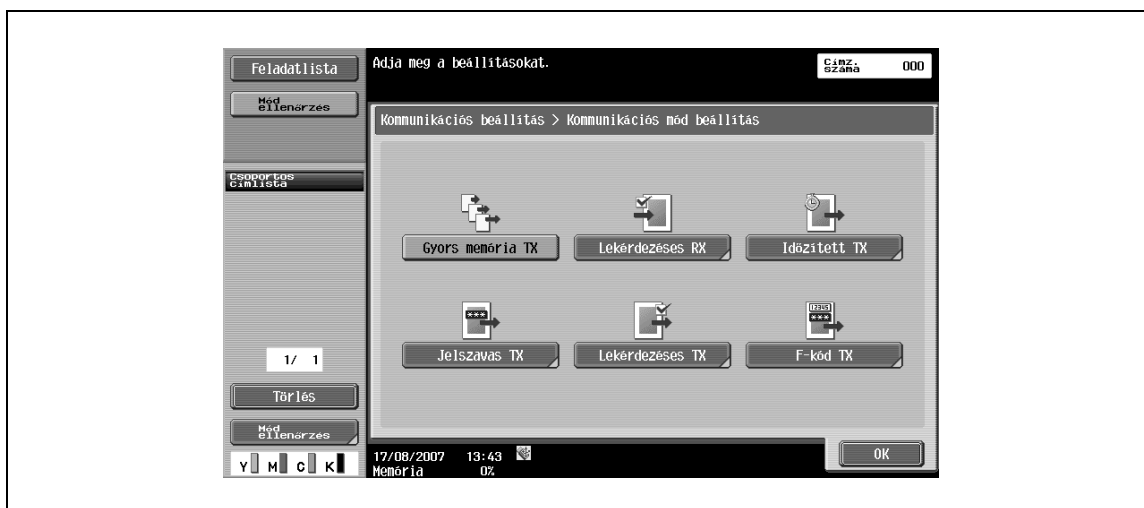 Feladatlista
Mód
ellenőrzés
Csoportos
címlista
1/ 1
Törlés
Mód
ellenőrzés
Y M C K
Adja meg a beállításokat.
Címz.
száma 000
Kommunikációs beállítás > Kommunikációs mód beállítás
Gyors memória TX
Lekérdezéses RX
Időzített TX
Jelszavas TX
12345
***
***
Lekérdezéses TX
F-kód TX
17/08/2007 13:43
Memória 0%
OK